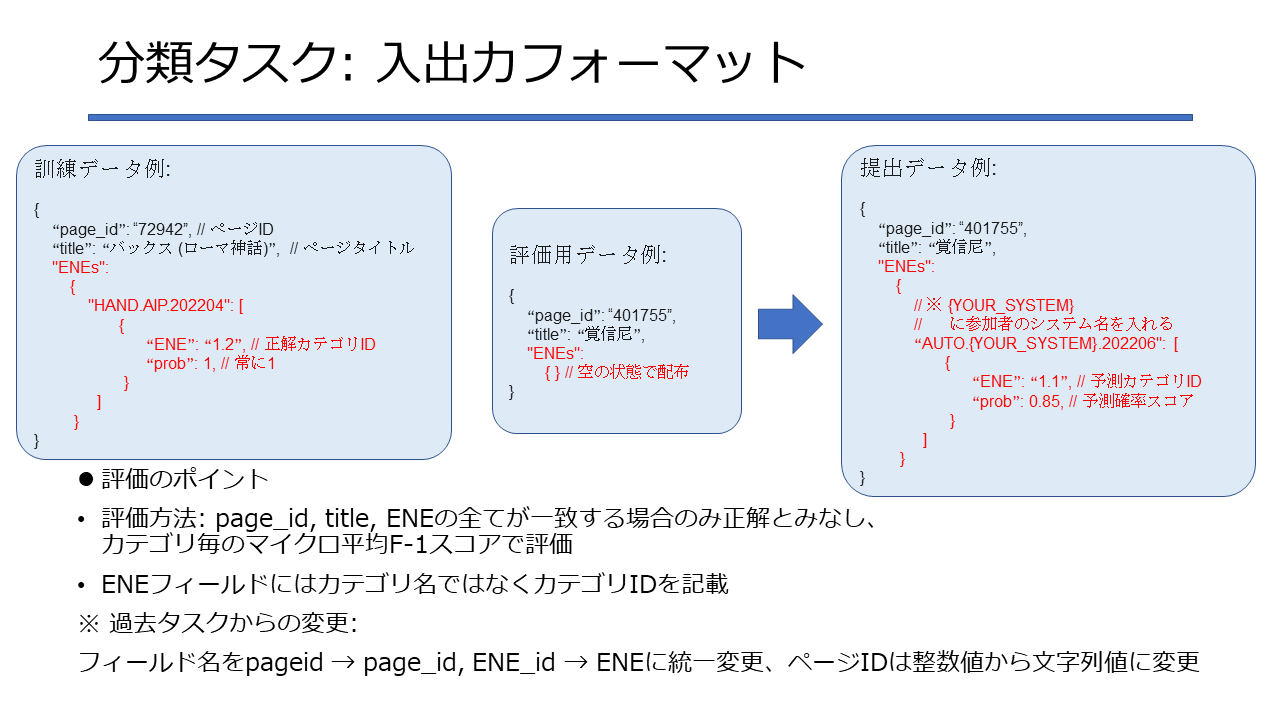 分類タスク: 入出力フォーマット
訓練データ例:
{
“page_id”: “72942”, // ページID
“title”: “バックス (ローマ神話)”,  // ページタイトル
"ENEs":
{
"HAND.AIP.202204": [
{
“ENE”: “1.2”, // 正解カテゴリID
“prob”: 1, // 常に1
}
]
}
}
評価用データ例:
{
“page_id”: “401755”,
“title”: “覚信尼”,
"ENEs":
{ } // 空の状態で配布
}
提出データ例:
{
“page_id”: “401755”,
“title”: “覚信尼”,
"ENEs":
{
// ※ {YOUR_SYSTEM}
// に参加者のシステム名を入れる
“AUTO.{YOUR_SYSTEM}.202206": [
{
“ENE”: “1.1”, // 予測カテゴリID
“prob”: 0.85, // 予測確率スコア
}
]
}
}
● 評価のポイント
• 評価方法: page_id, title, ENEの全てが一致する場合のみ正解とみなし、
カテゴリ毎のマイクロ平均F-1スコアで評価
• ENEフィールドにはカテゴリ名ではなくカテゴリIDを記載
※ 過去タスクからの変更:
フィールド名をpageid → page_id, ENE_id → ENEに統一変更、ページIDは整数値から文字列値に変更